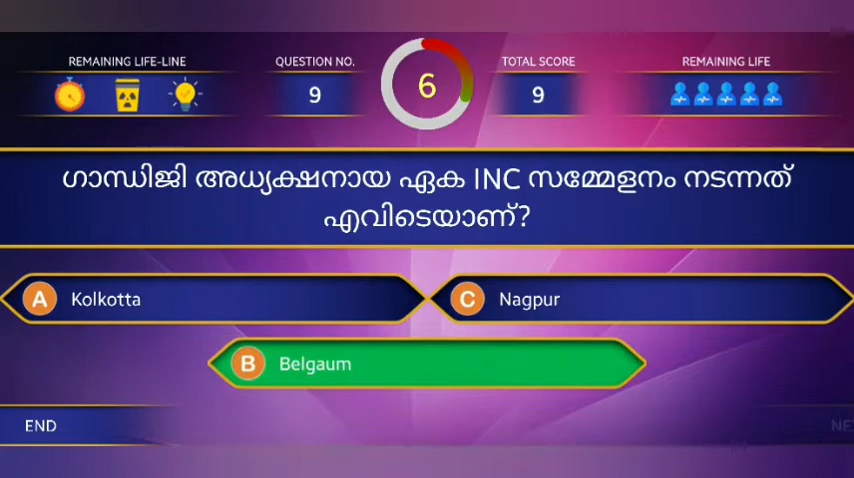 REMAINING LIFE-LINE
QUESTION NO.
9
6
TOTAL SCORE
9
REMAINING LIFE
ഗാന്ധിജി അധ്യക്ഷനായ ഏക INC സമ്മേളനം നടന്നത്
എവിടെയാണ്?
A Kolkotta
C Nagpur
B Belgaum
END
NE